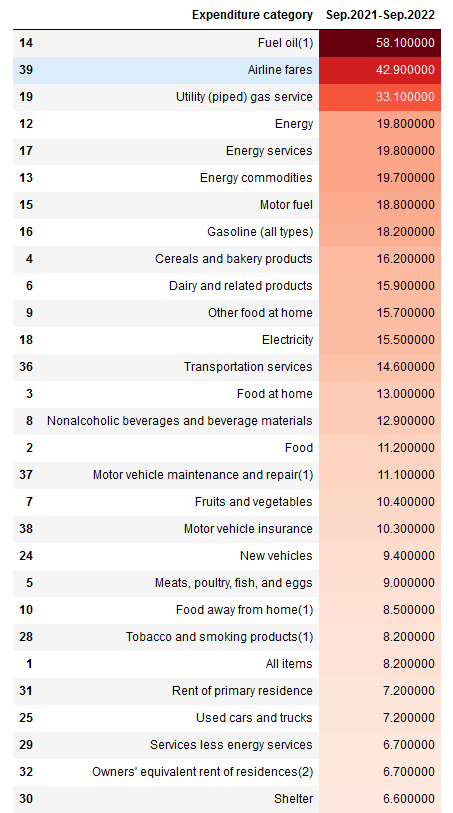 Expenditure category Sep.2021-Sep.2022
14 Fuel oil(1) 58.100000
39 Airline fares 42.900000
19 Utility (piped) gas service 33.100000
12 Energy 19.800000
17 Energy services 19.800000
13 Energy commodities 19.700000
15 Motor fuel 18.800000
16 Gasoline (all types) 18.200000
4 Cereals and bakery products 16.200000
6 Dairy and related products 15.900000
9 Other food at home 15.700000
18 Electricity 15.500000
36 Transportation services 14.600000
3 Food at home 13.000000
8 Nonalcoholic beverages and beverage materials 12.900000
2 Food 11.200000
37 Motor vehicle maintenance and repair(1) 11.100000
7 Fruits and vegetables 10.400000
38 Motor vehicle insurance 10.300000
24 New vehicles 9.400000
5 Meats, poultry, fish, and eggs 9.000000
10 Food away from home(1) 8.500000
28 Tobacco and smoking products(1) 8.200000
1 All items 8.200000
31 Rent of primary residence 7.200000
25 Used cars and trucks 7.200000
29 Services less energy services 6.700000
32 Owners' equivalent rent of residences(2) 6.700000
30 Shelter 6.600000